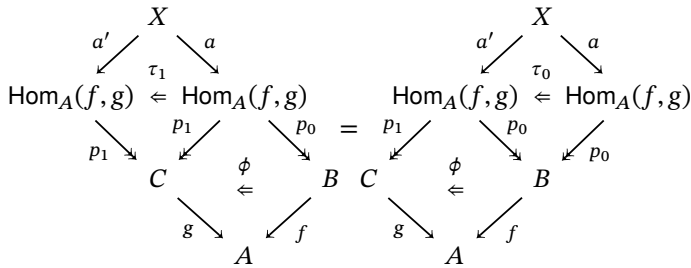 X X
a′ a a′ a
τ₁ τ₀
Hom_A(f, g) ⇐ Hom_A(f, g) Hom_A(f, g) ⇐ Hom_A(f, g)
p₁ p₀ = p₁ p₀
p₁ p₀
ϕ ϕ
C ⇐ B C ⇐ B
g f g f
A A